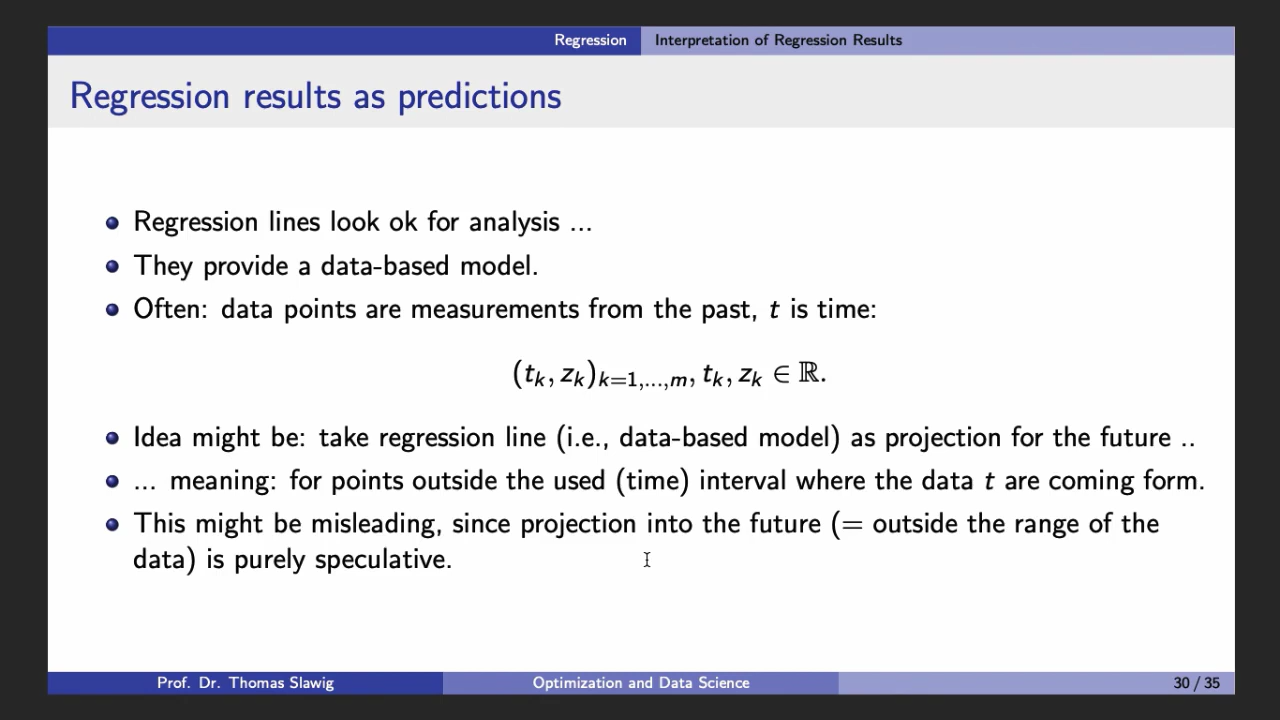 Regression Interpretation of Regression Results
Regression results as predictions
Regression lines look ok for analysis ...
They provide a data-based model.
Often: data points are measurements from the past, t is time:
(tₖ, zₖ)ₖ₌₁,...,ₘ, tₖ, zₖ ∈ ℝ.
Idea might be: take regression line (i.e., data-based model) as projection for the future ..
... meaning: for points outside the used (time) interval where the data t are coming form.
This might be misleading, since projection into the future (= outside the range of the
data) is purely speculative.
Prof. Dr. Thomas Slawig Optimization and Data Science 30 / 35